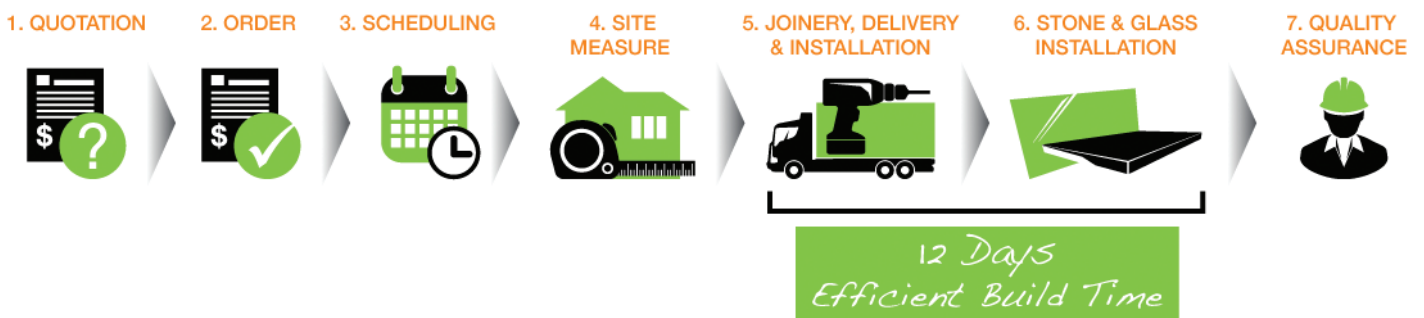 1. QUOTATION
2. ORDER
3. SCHEDULING
4. SITE
MEASURE
5. JOINERY, DELIVERY
& INSTALLATION
6. STONE & GLASS
INSTALLATION
7. QUALITY
ASSURANCE
$
?
$
12 Days
Efficient Build Time